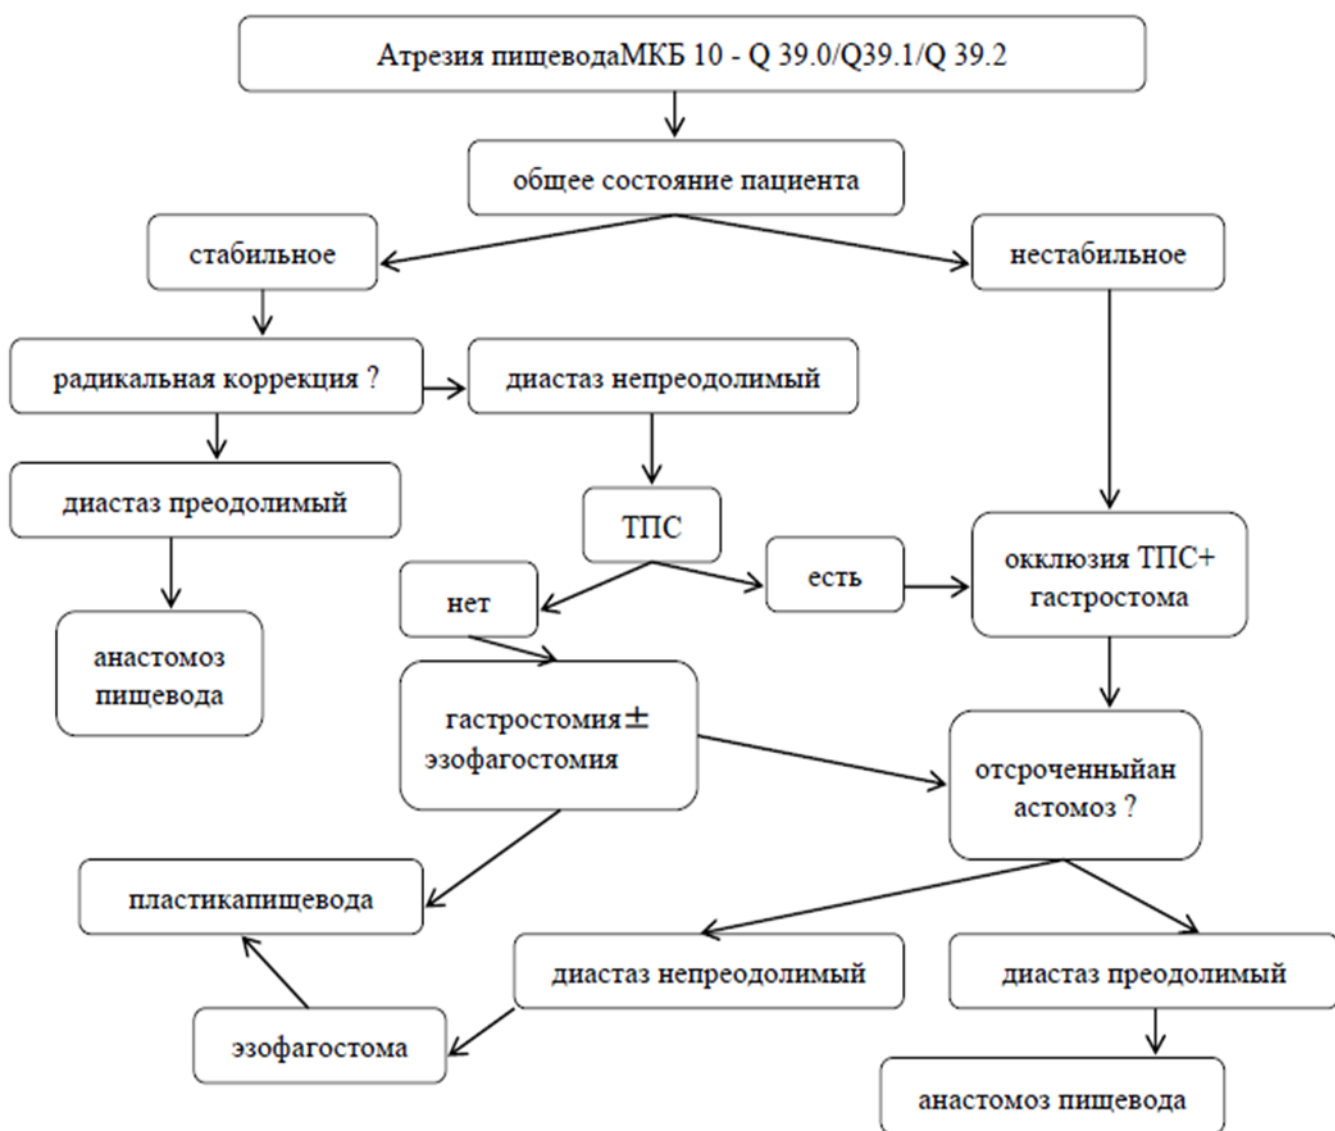 Атрезия пищеводаМКБ 10 - Q 39.0/Q39.1/Q 39.2
общее состояние пациента
стабильное
нестабильное
радикальная коррекция ?
диастаз непреодолимый
диастаз преодолимый
ТПС
нет
есть
окклюзия ТПС+
гастростома
анастомоз
пищевода
гастростомия±
эзофагостомия
отсроченныйан
астомоз ?
пластикапищевода
диастаз непреодолимый
диастаз преодолимый
эзофагостома
анастомоз пищевода